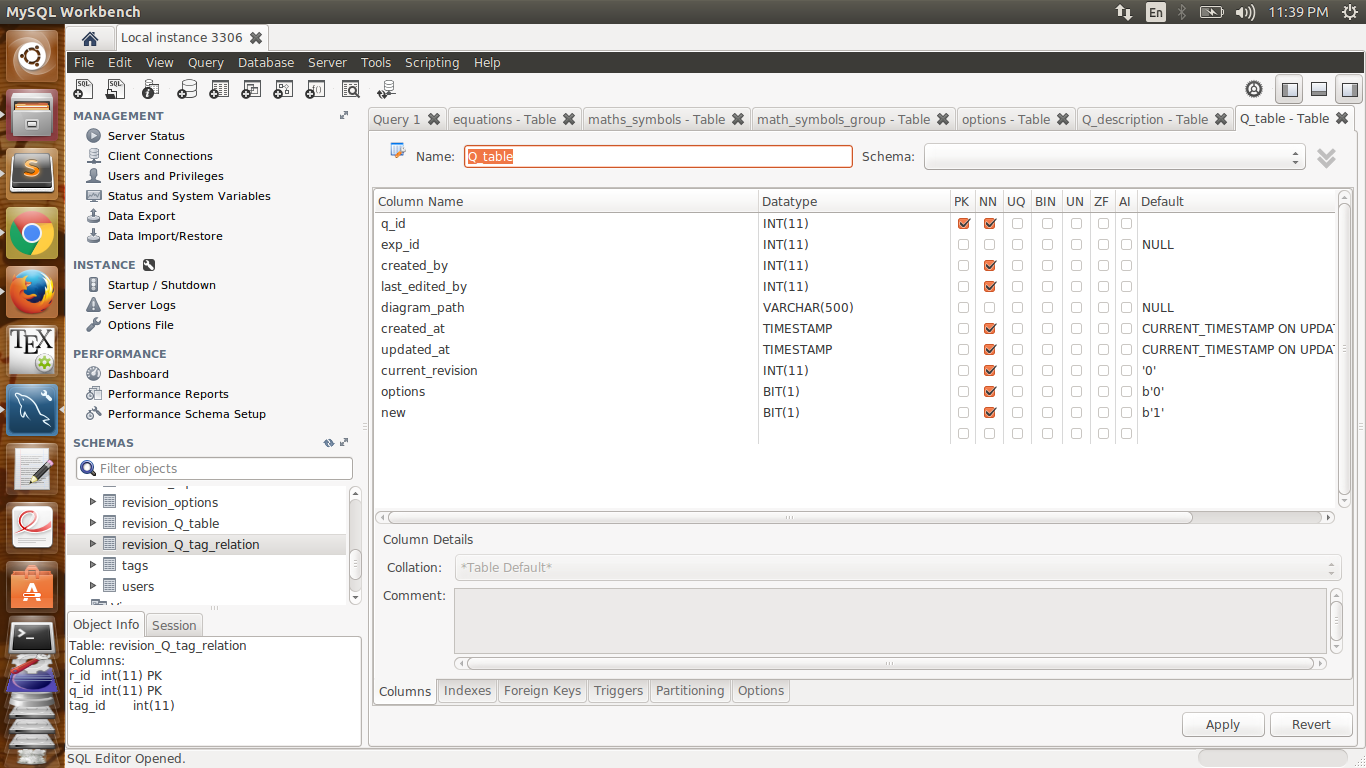 MySQL Workbench
En
11:39 PM
Local instance 3306
File Edit View Query Database Server Tools Scripting Help
MANAGEMENT
Server Status
Client Connections
Users and Privileges
Status and System Variables
Data Export
Data Import/Restore
INSTANCE
Startup / Shutdown
Server Logs
Options File
PERFORMANCE
Dashboard
Performance Reports
Performance Schema Setup
SCHEMAS
Filter objects
revision_options
revision_Q_table
revision_Q_tag_relation
tags
users
Object Info Session
Table: revision_Q_tag_relation
Columns:
r_id int(11) PK
q_id int(11) PK
tag_id int(11)
Query 1 equations - Table maths_symbols - Table math_symbols_group - Table options - Table Q_description - Table Q_table - Table
Name: Q_table Schema:
Column Name Datatype PK NN UQ BIN UN ZF AI Default
q_id INT(11)
exp_id INT(11) NULL
created_by INT(11)
last_edited_by INT(11)
diagram_path VARCHAR(500) NULL
created_at TIMESTAMP CURRENT_TIMESTAMP ON UPDAT
updated_at TIMESTAMP CURRENT_TIMESTAMP ON UPDAT
current_revision INT(11) '0'
options BIT(1) b'0'
new BIT(1) b'1'
Column Details
Collation: *Table Default*
Comment:
Columns Indexes Foreign Keys Triggers Partitioning Options
Apply Revert
SQL Editor Opened.